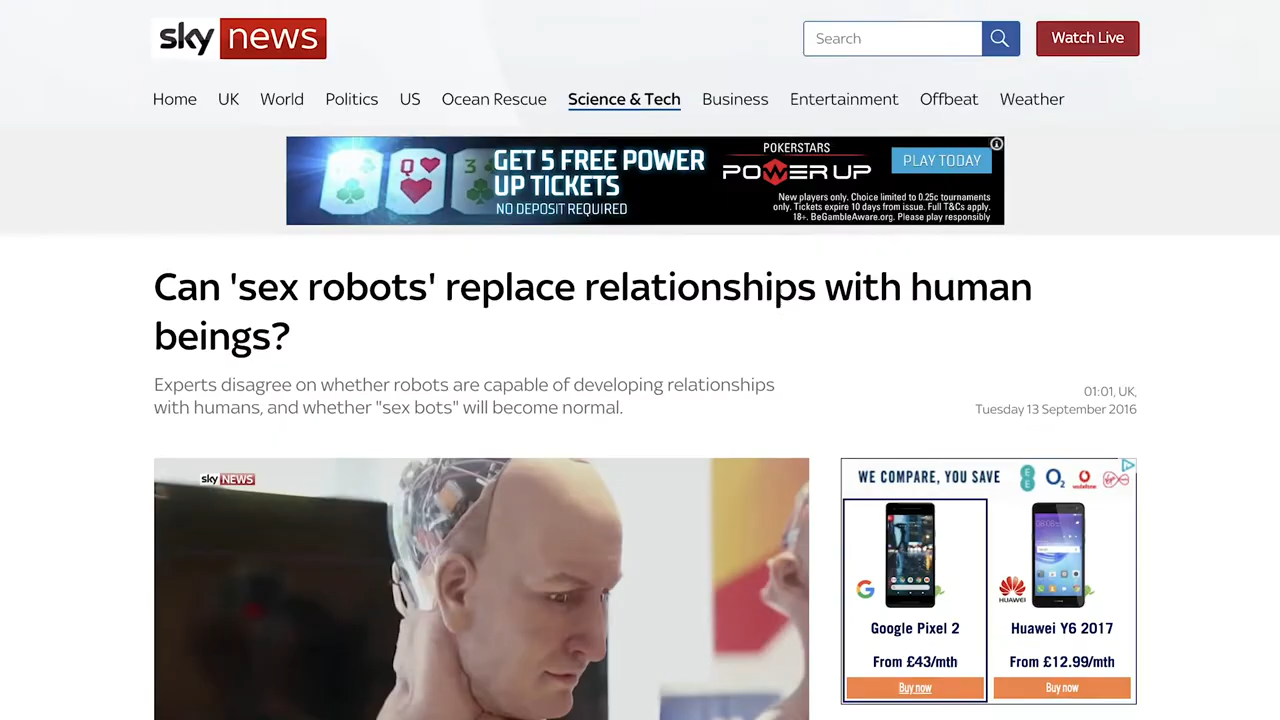 sky news
Search
Watch Live
Home UK World Politics US Ocean Rescue Science & Tech Business Entertainment Offbeat Weather
Q 3
GET 5 FREE POWER
UP TICKETS
NO DEPOSIT REQUIRED
POKERSTARS
POWER UP
PLAY TODAY
New players only. Choice limited to 0.25c tournaments
only. Tickets expire 10 days from issue. Full T&Cs apply.
18+. BeGambleAware.org. Please play responsibly
Can 'sex robots' replace relationships with human
beings?
Experts disagree on whether robots are capable of developing relationships
with humans, and whether "sex bots" will become normal.
01:01, UK,
Tuesday 13 September 2016
sky NEWS
WE COMPARE, YOU SAVE
EE O2 vodafone
G
HUAWEI
Google Pixel 2
Huawei Y6 2017
From £43/mth
From £12.99/mth
Buy now
Buy now